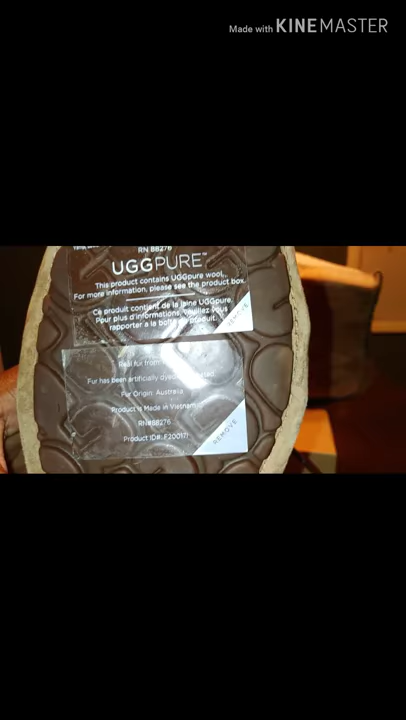 Made with KINEMASTER
RN 88276
UGGPURE™
This product contains UGGpure wool.
For more information, please see the product box.
Ce produit contient de la laine UGGpure.
Pour plus d'informations, veuillez vous
rapporter a la boîte de produit.
REMOVE
Real fur from
Fur has been artificially dyed
Fur Origin: Australia
Product is Made in Vietnam
RN#88276
Product ID#: F20017I
REMOVE